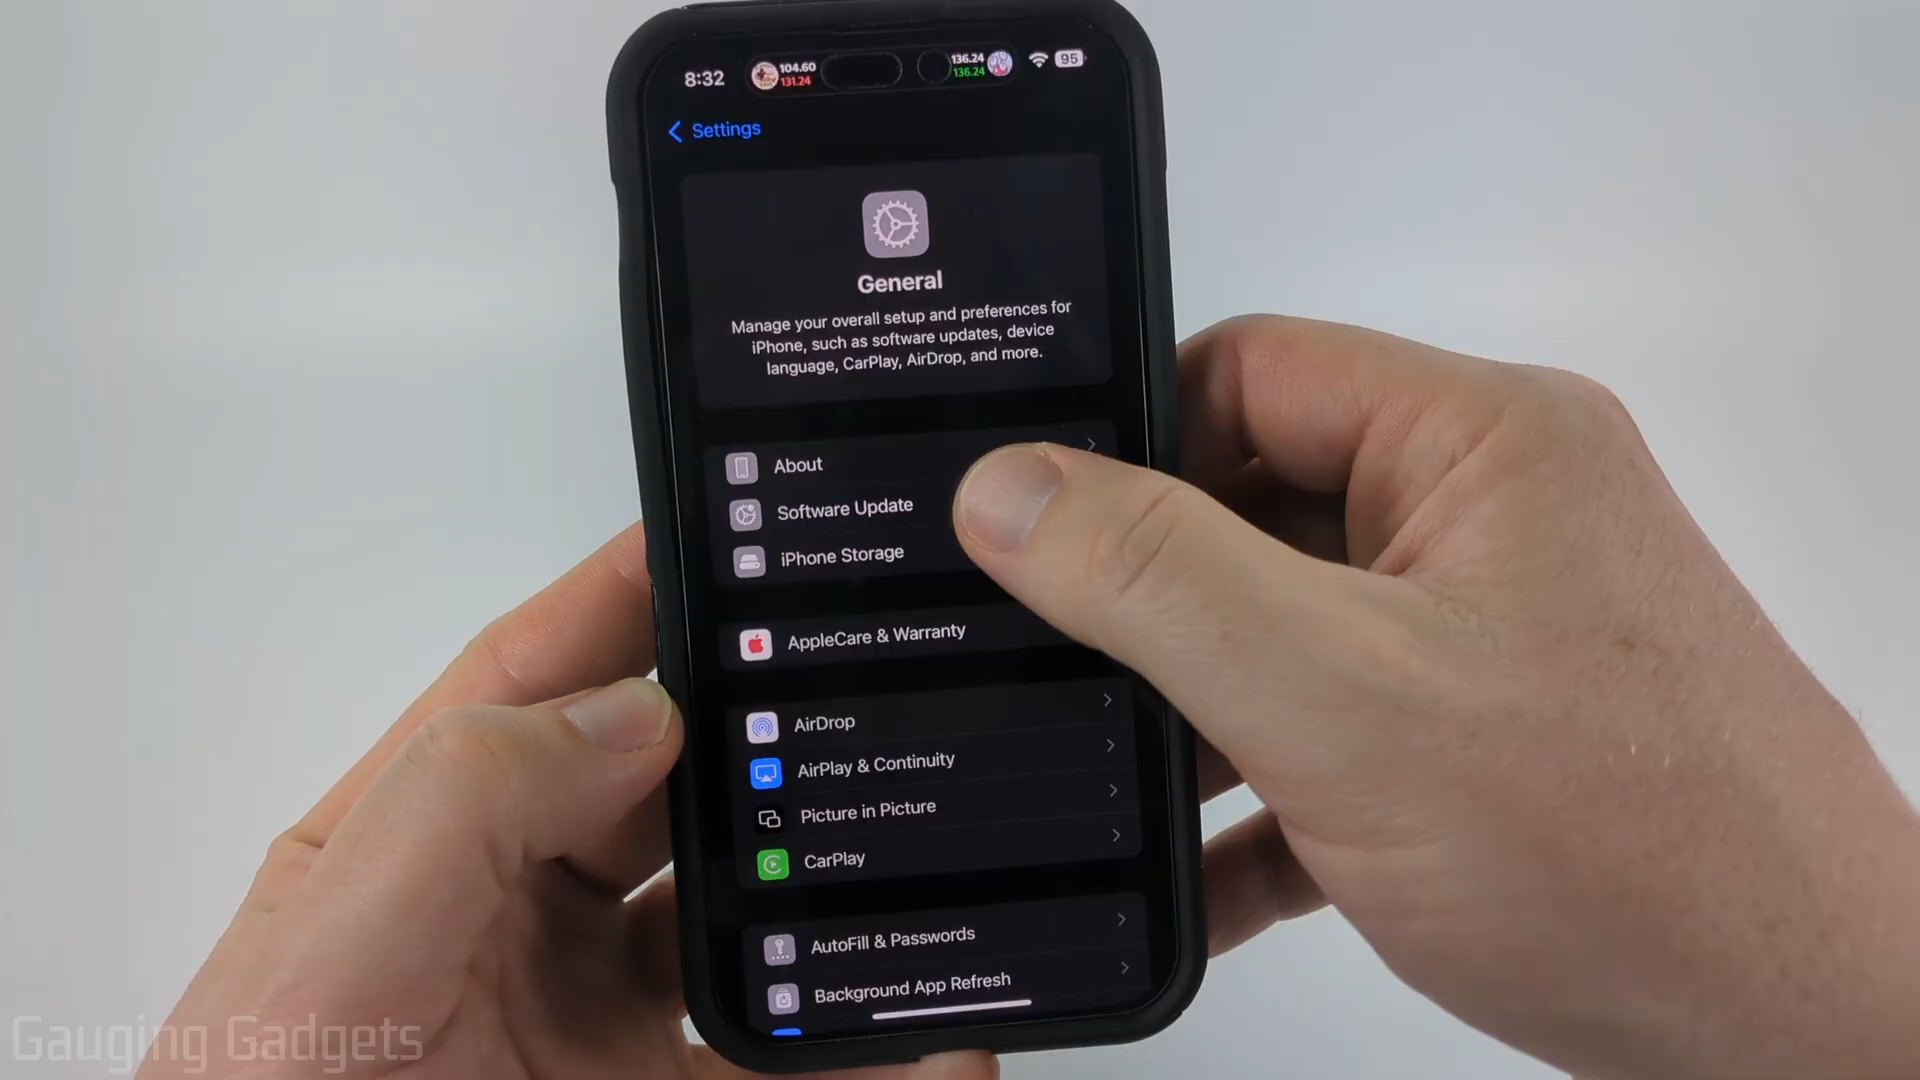 8:32
104.60
131.24
136.24
136.24
95
Settings
General
Manage your overall setup and preferences for
iPhone, such as software updates, device
language, CarPlay, AirDrop, and more.
About
Software Update
iPhone Storage
AppleCare & Warranty
AirDrop
AirPlay & Continuity
Picture in Picture
CarPlay
AutoFill & Passwords
Background App Refresh
Gauging Gadgets